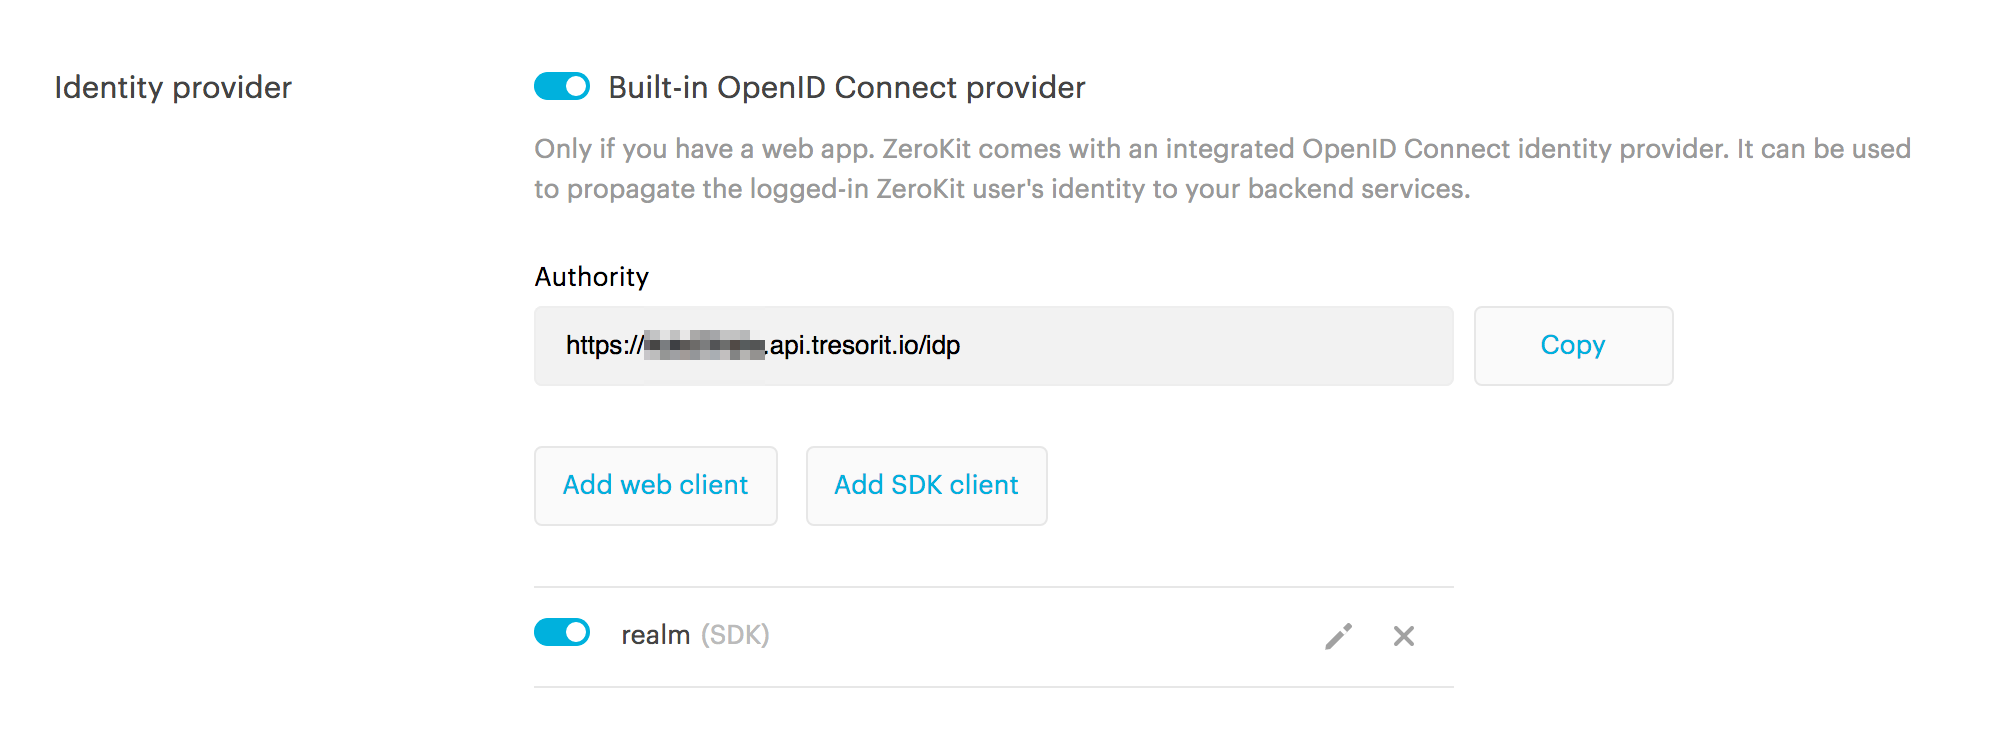 Identity provider
Built-in OpenID Connect provider
Only if you have a web app. ZeroKit comes with an integrated OpenID Connect identity provider. It can be used
to propagate the logged-in ZeroKit user's identity to your backend services.
Authority
https:// .api.tresorit.io/idp
Copy
Add web client
Add SDK client
realm (SDK)